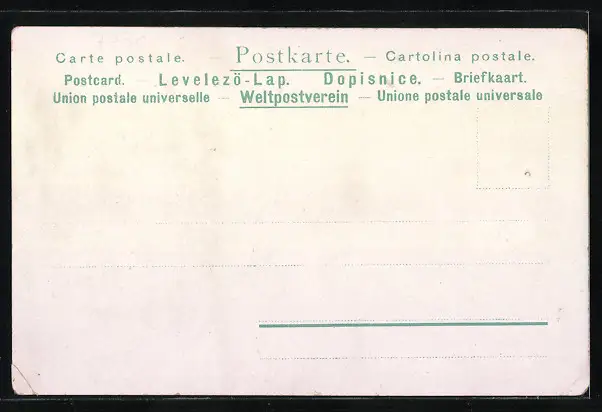 Carte postale. — Postkarte. — Cartolina postale.
Postcard. — Levelezö-Lap. Dopisnice. — Briefkaart.
Union postale universelle — Weltpostverein — Unione postale universale